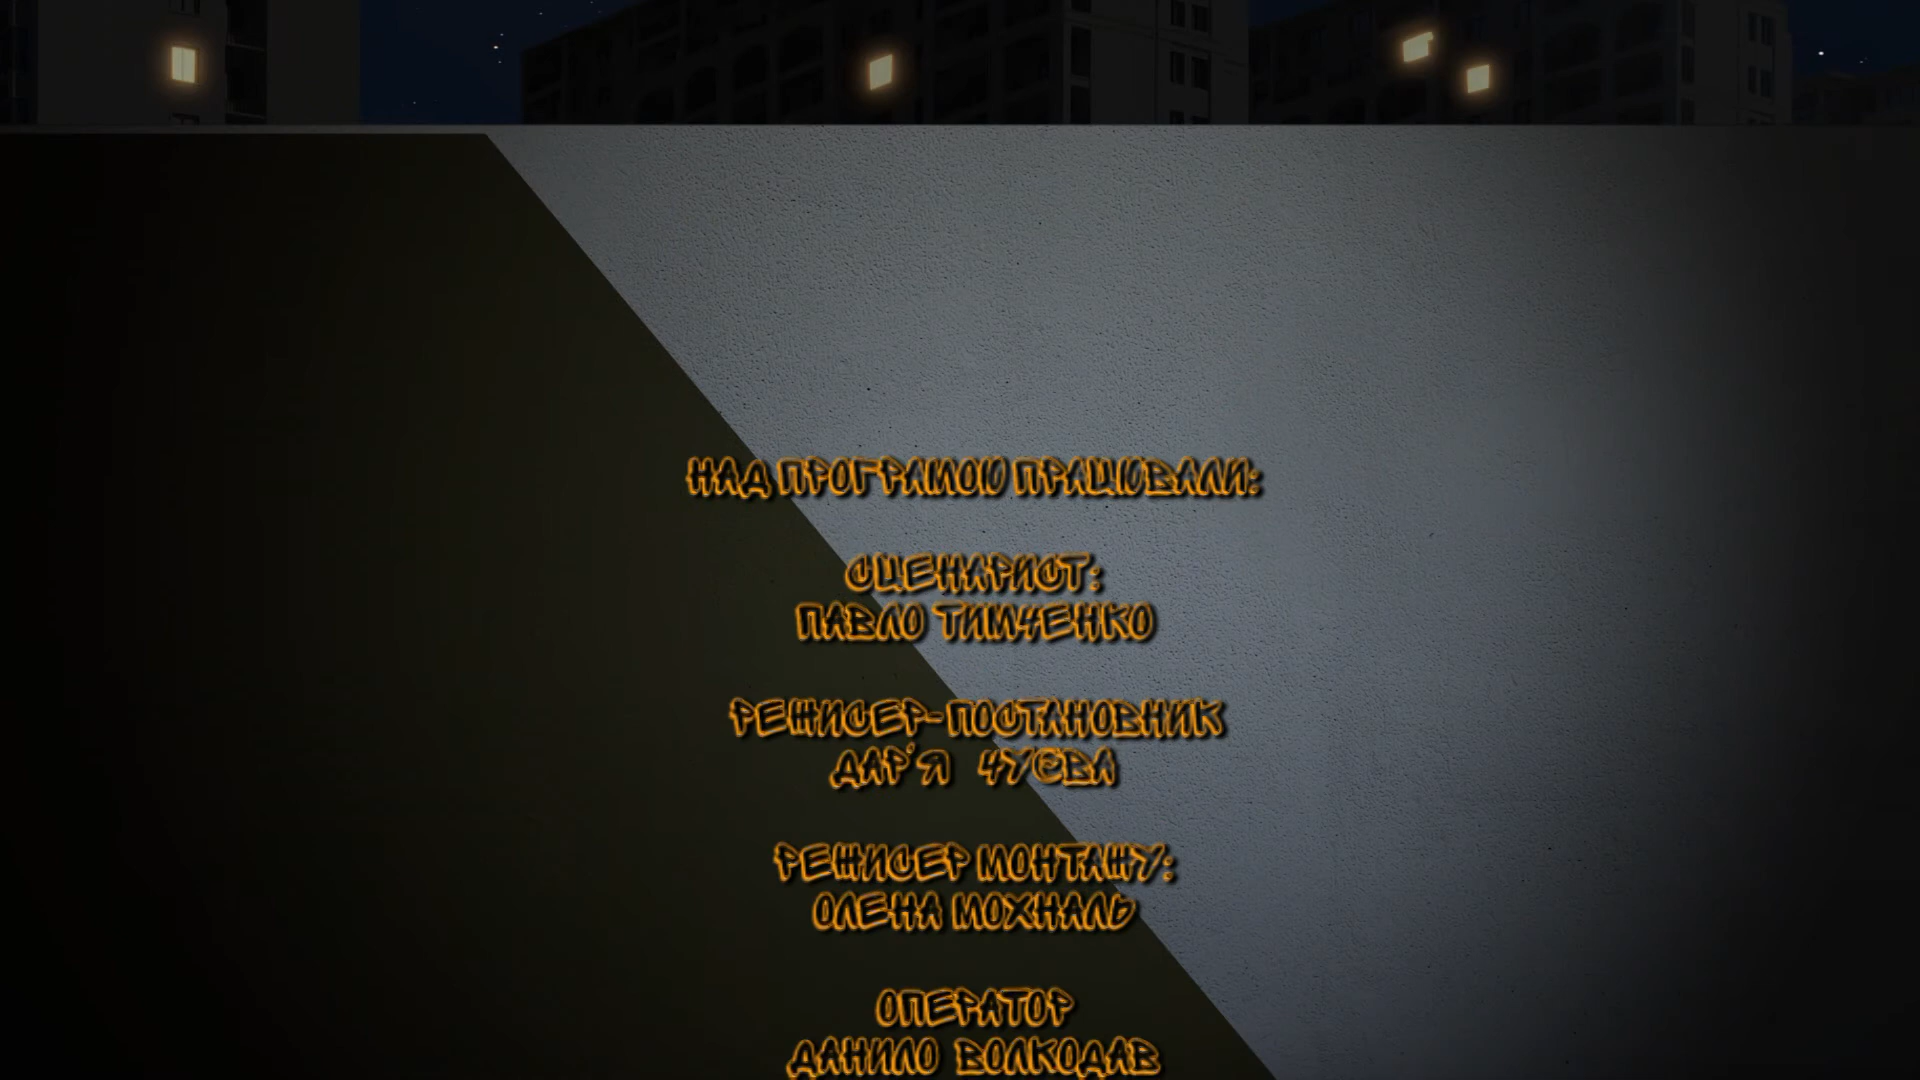 НАД ПРОГРАМОЮ ПРАЦЮВАЛИ:
СЦЕНАРИСТ:
ПАВЛО ТИМЧЕНКО
РЕЖИСЕР-ПОСТАНОВНИК
ДАР'Я ЧУЄВА
РЕЖИСЕР МОНТАЖУ:
ОЛЕНА МОХНАЛЬ
ОПЕРАТОР
ДАНИЛО ВОЛКОДАВ